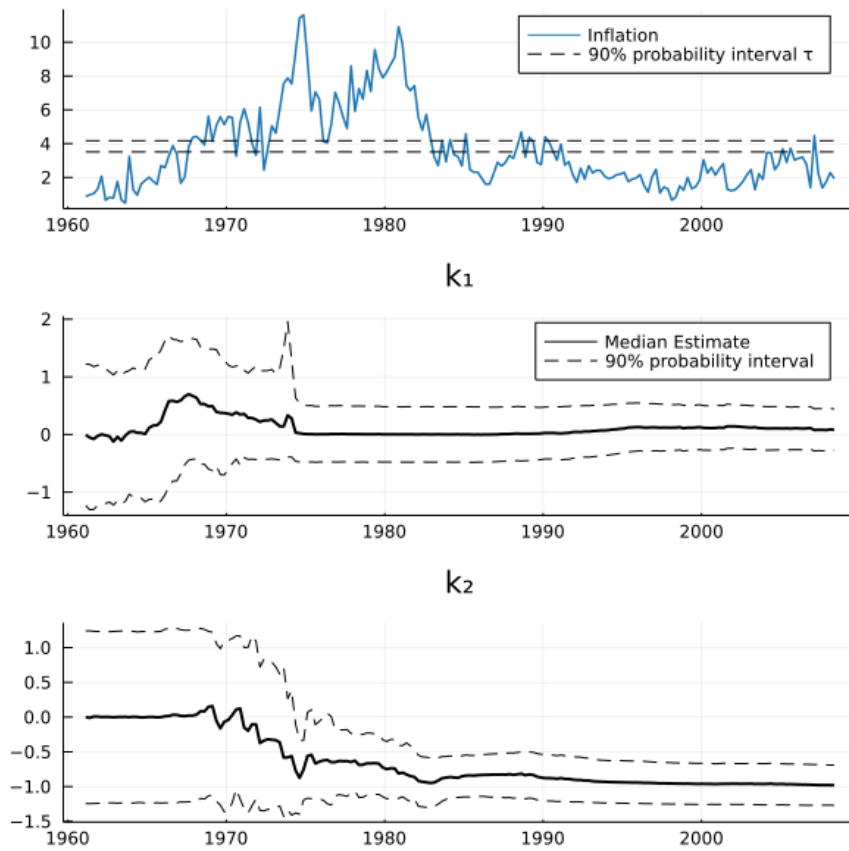 10
8
6
4
2
Inflation
90% probability interval τ
1960 1970 1980 1990 2000
k₁
2
1
0
−1
Median Estimate
90% probability interval
1960 1970 1980 1990 2000
k₂
1.0
0.5
0.0
−0.5
−1.0
−1.5
1960 1970 1980 1990 2000